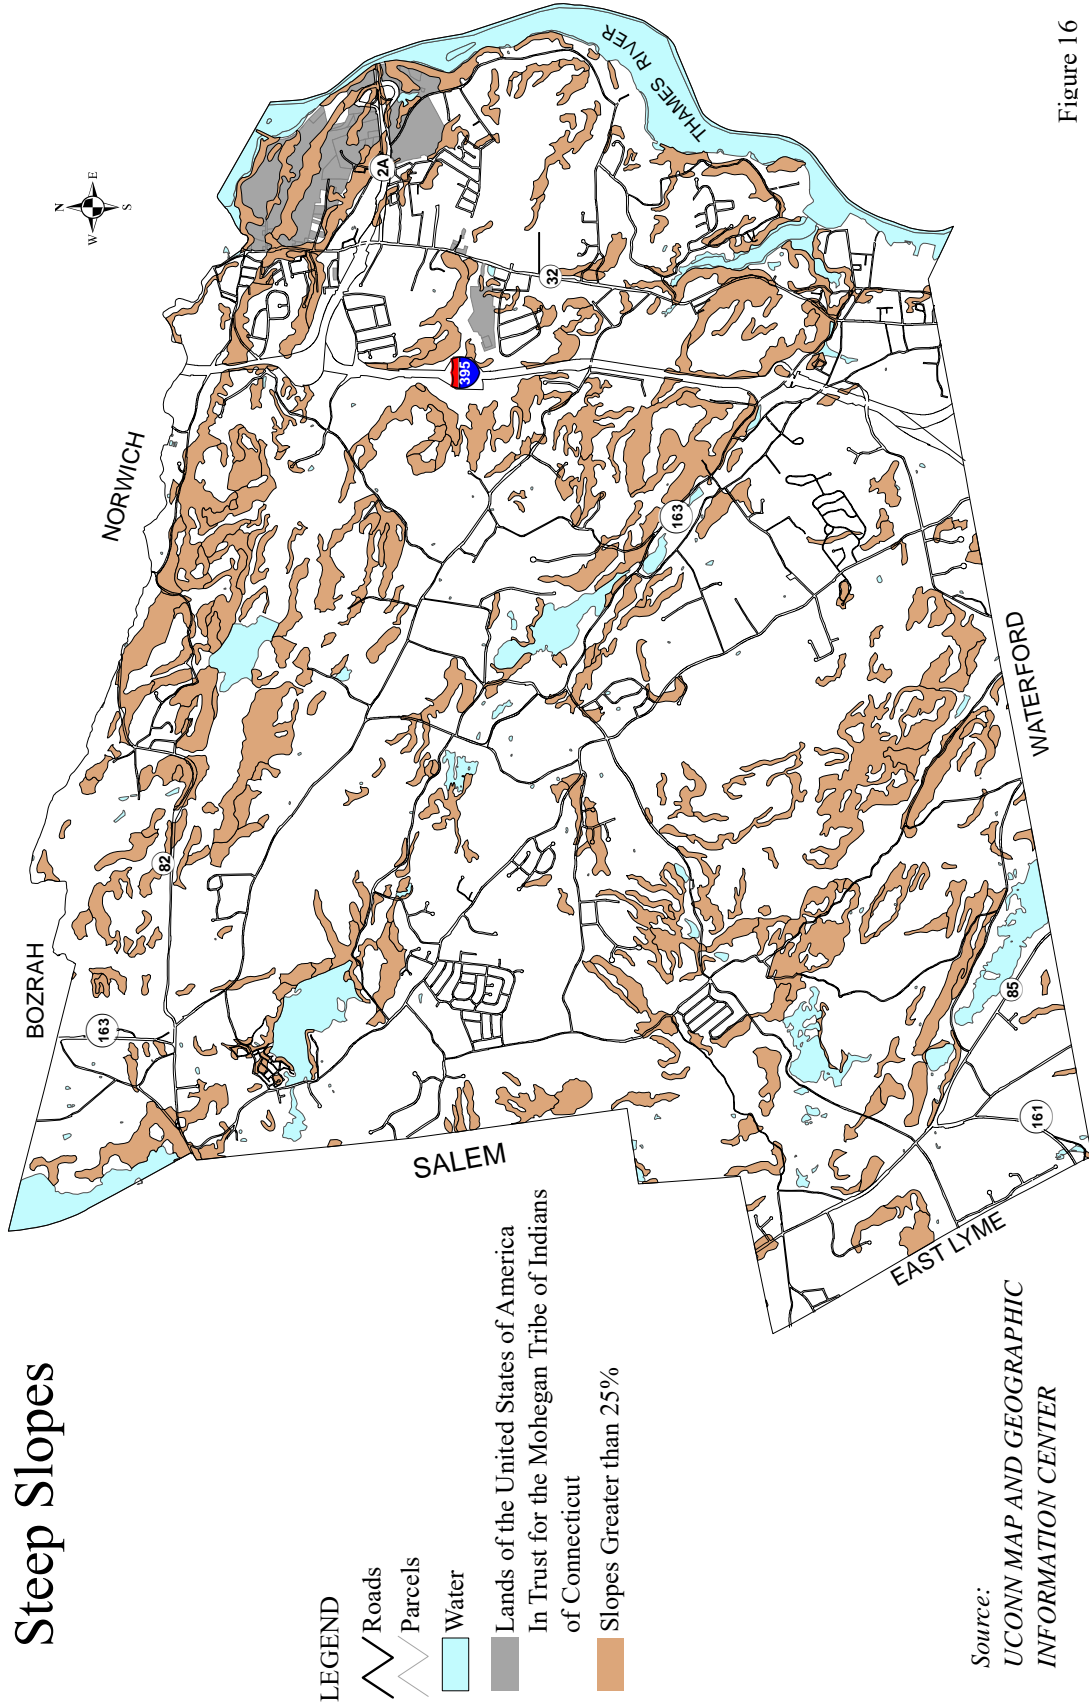 Steep Slopes
LEGEND
Roads
Parcels
Water
Lands of the United States of America
In Trust for the Mohegan Tribe of Indians
of Connecticut
Slopes Greater than 25%
Source:
UCONN MAP AND GEOGRAPHIC
INFORMATION CENTER
BOZRAH
NORWICH
N
W
E
S
THAMES RIVER
SALEM
EAST LYME
WATERFORD
163
82
2A
32
395
163
85
161
Figure 16